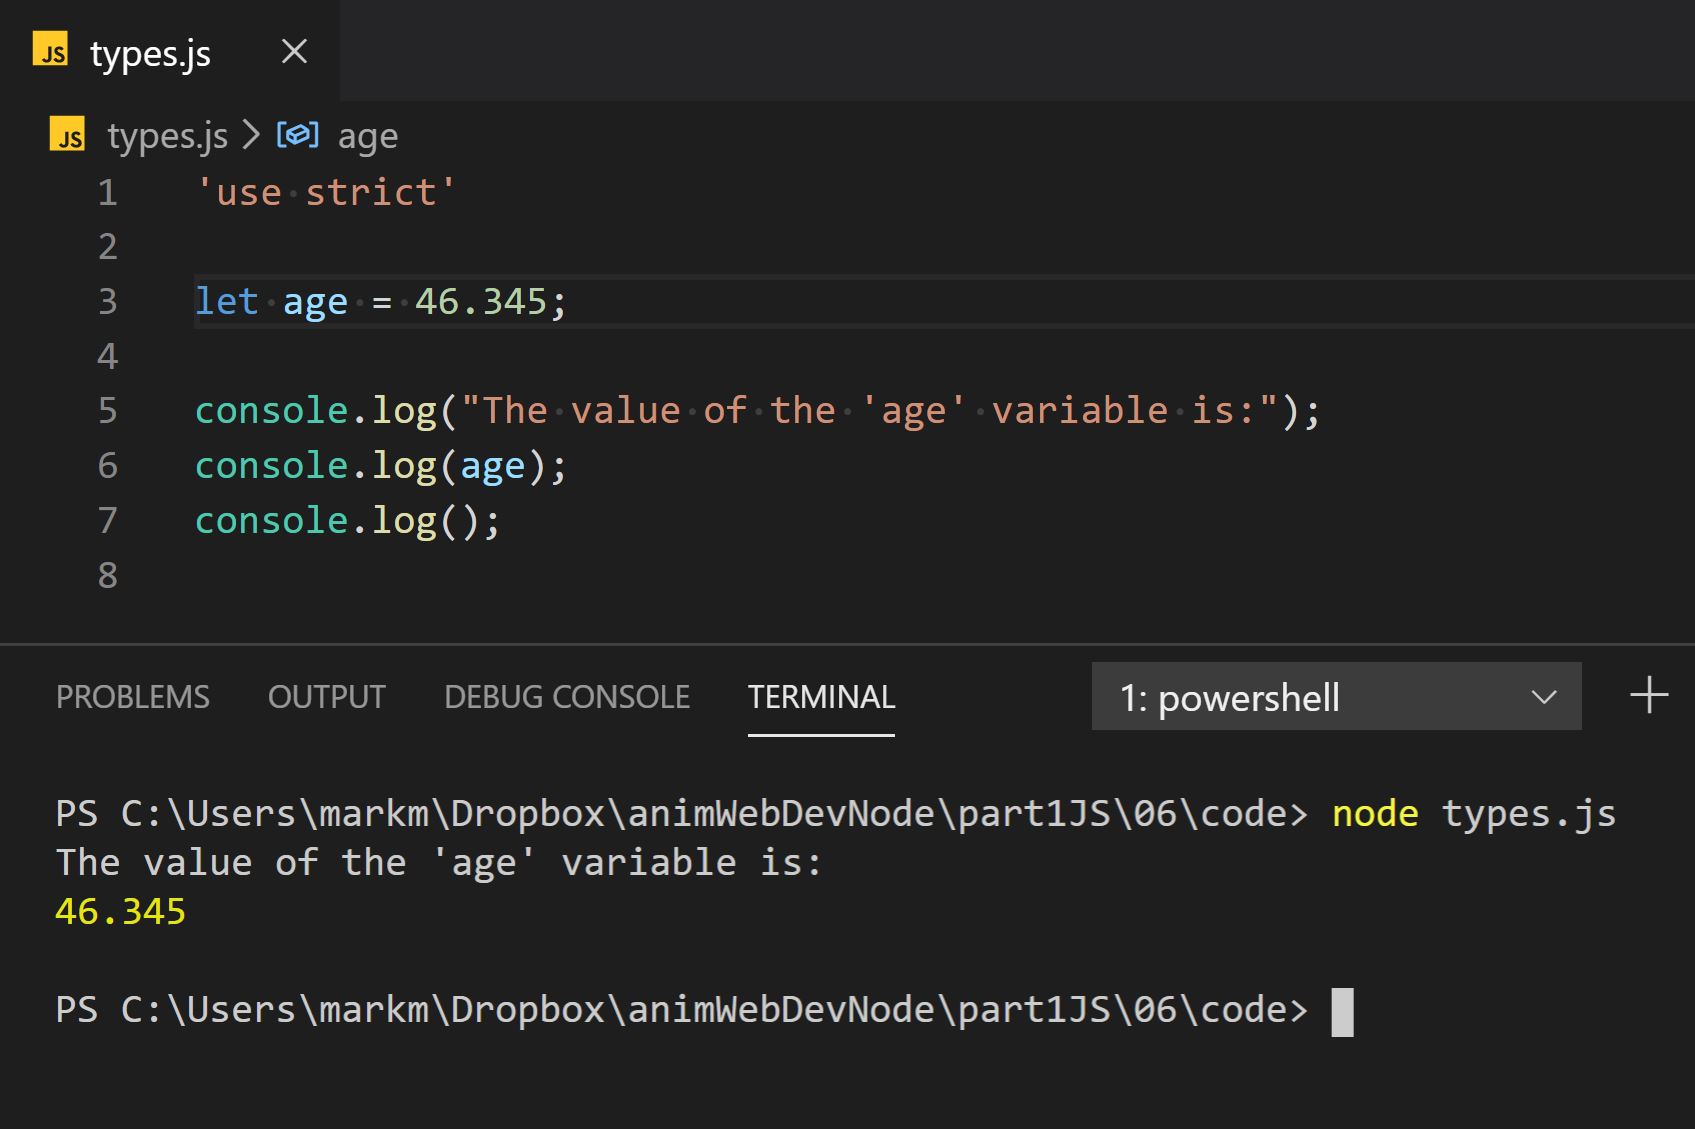 JS types.js
JS types.js > age
1 'use strict'
2
3 let age = 46.345;
4
5 console.log("The value of the 'age' variable is:");
6 console.log(age);
7 console.log();
8
PROBLEMS OUTPUT DEBUG CONSOLE TERMINAL 1: powershell
PS C:\Users\markm\Dropbox\animWebDevNode\part1JS\06\code> node types.js
The value of the 'age' variable is:
46.345
PS C:\Users\markm\Dropbox\animWebDevNode\part1JS\06\code>